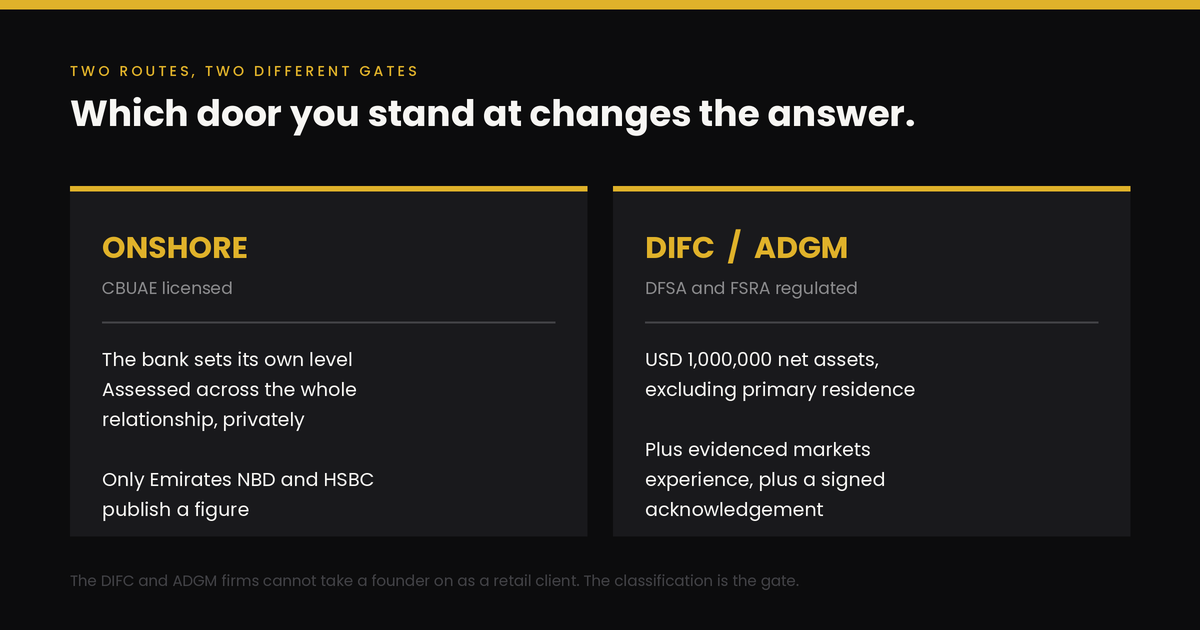 TWO ROUTES, TWO DIFFERENT GATES
Which door you stand at changes the answer.
ONSHORE
CBUAE licensed
The bank sets its own level
Assessed across the whole
relationship, privately
Only Emirates NBD and HSBC
publish a figure
DIFC / ADGM
DFSA and FSRA regulated
USD 1,000,000 net assets,
excluding primary residence
Plus evidenced markets
experience, plus a signed
acknowledgement
The DIFC and ADGM firms cannot take a founder on as a retail client. The classification is the gate.